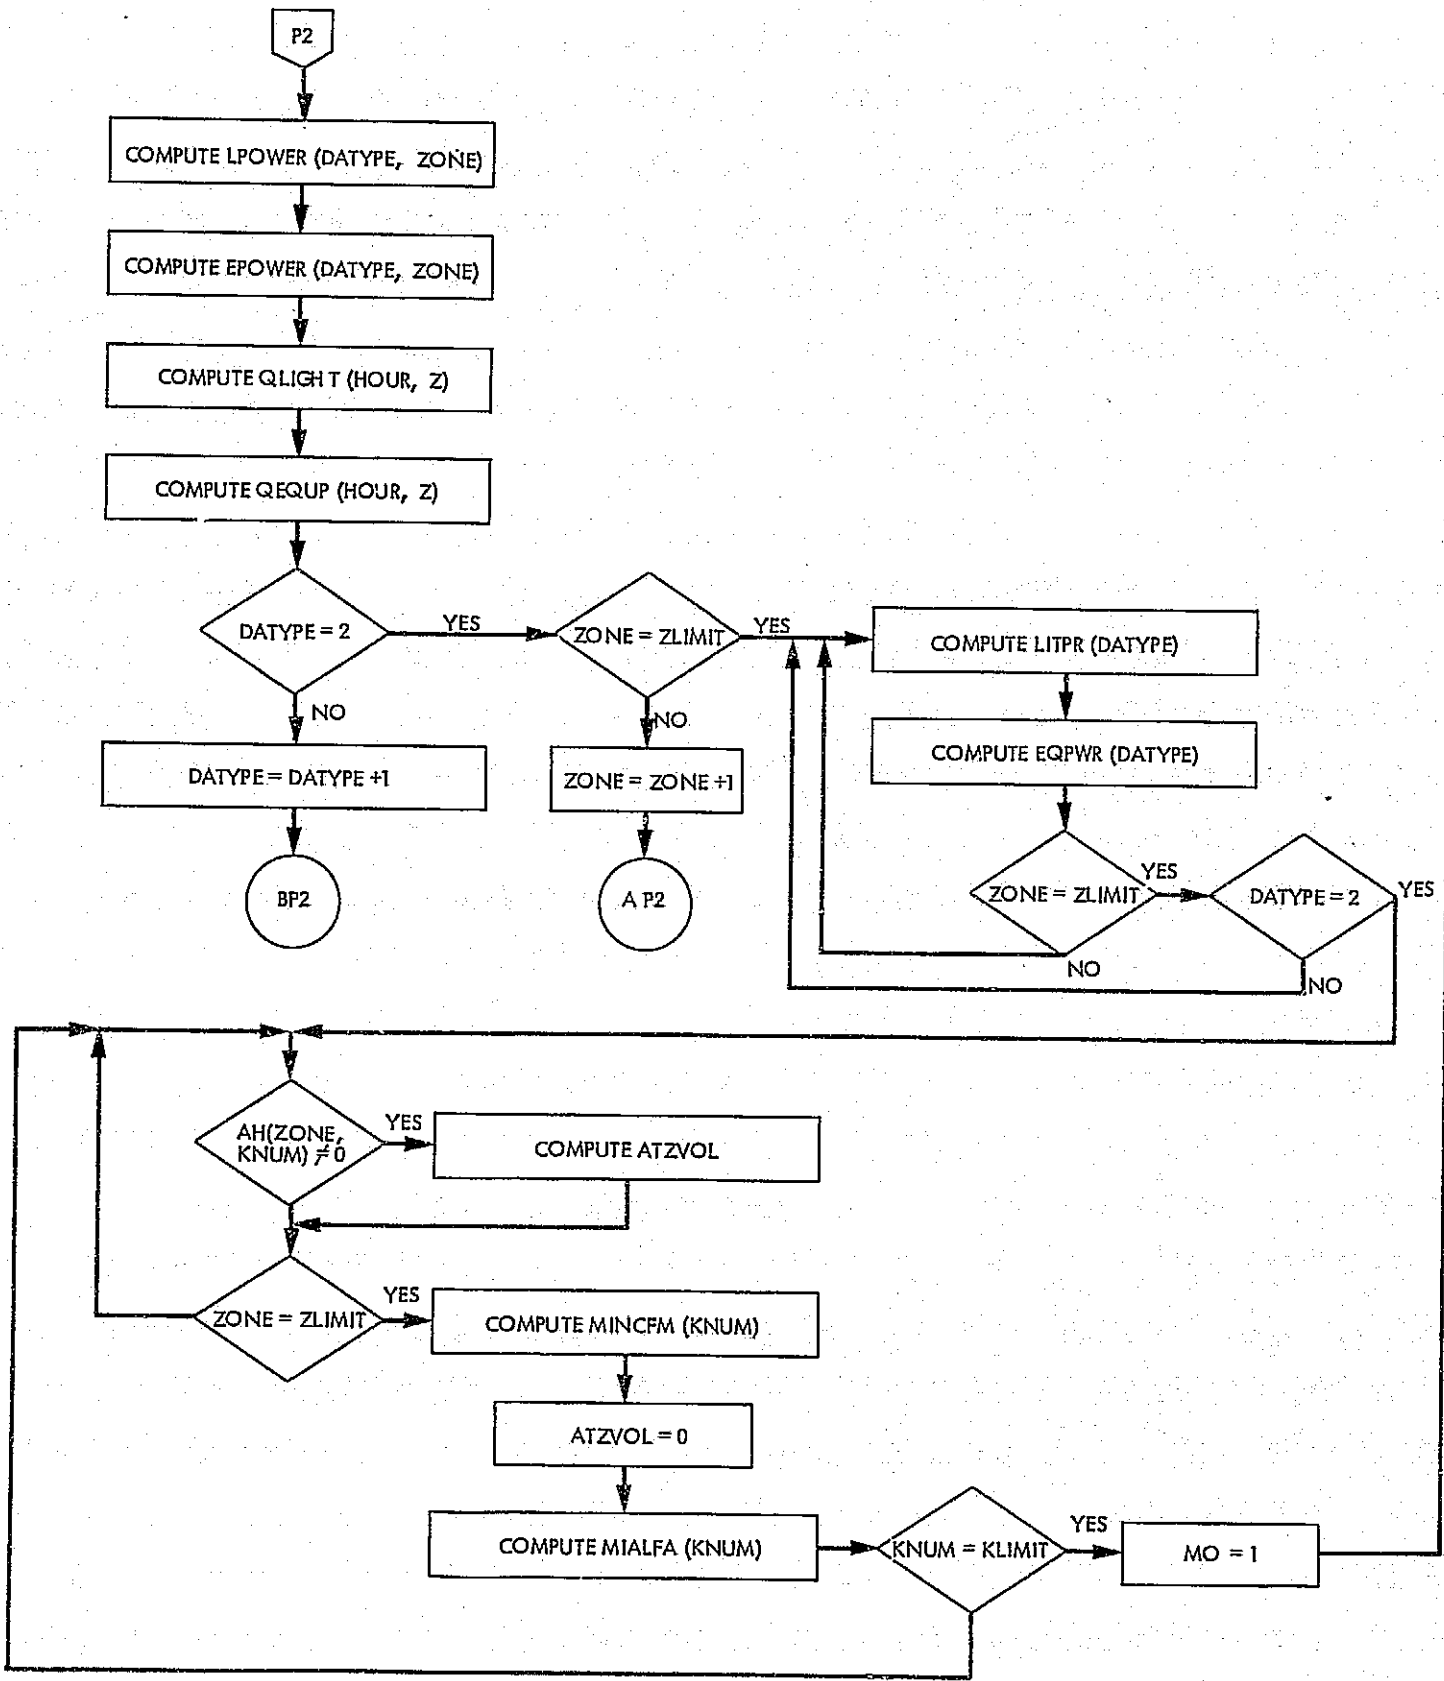 P2
COMPUTE LPOWER (DATYPE, ZONE)
COMPUTE EPOWER (DATYPE, ZONE)
COMPUTE QLIGHT (HOUR, Z)
COMPUTE QEQUP (HOUR, Z)
DATYPE = 2
YES
ZONE = ZLIMIT
YES
COMPUTE LITPR (DATYPE)
NO
NO
COMPUTE EQPWR (DATYPE)
DATYPE = DATYPE +1
ZONE = ZONE +1
BP2
A P2
ZONE = ZLIMIT
YES
DATYPE = 2
YES
NO
NO
AH(ZONE,
KNUM) ≠ 0
YES
COMPUTE ATZVOL
ZONE = ZLIMIT
YES
COMPUTE MINCFM (KNUM)
ATZVOL = 0
COMPUTE MIALFA (KNUM)
KNUM = KLIMIT
YES
MO = 1